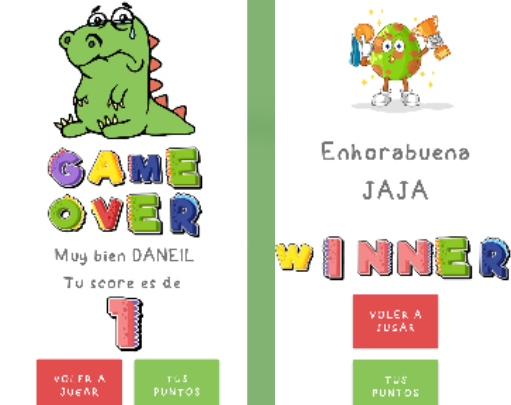 GAME
OVER
Muy bien DANEIL
Tu score es de
1
VOLER A
JUGAR
TUS
PUNTOS
Enhorabuena
JAJA
WINNER
VOLER A
JUGAR
TUS
PUNTOS